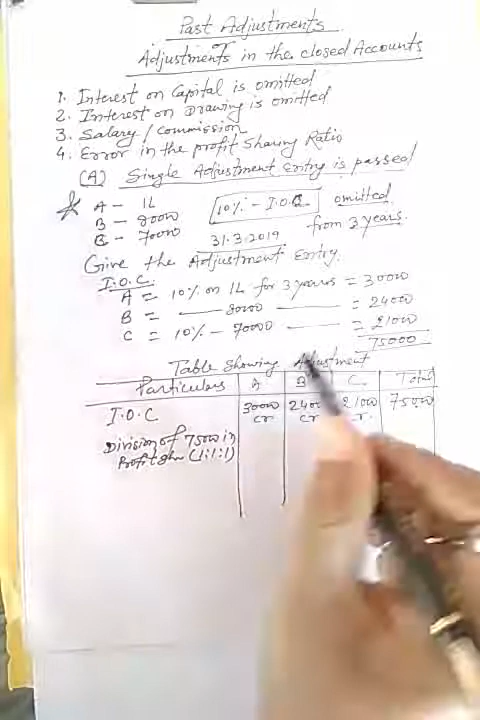 Past Adjustments
Adjustments in the closed Accounts
1. Interest on Capital is omitted
2. Interest on Drawing is omitted
3. Salary / commission
4. Error in the profit Sharing Ratio
(A) Single Adjustment Entry is passed
A - 1L
B - 80000
C - 70000
10% - I.O.C omitted
31.3.2019 from 3 years.
Give the Adjustment Entry.
I.O.C.
A = 10% on 1L for 3 years = 30000
B = —— 80000 —— = 24000
C = 10% - 70000 —— = 21000
75000
Table Showing Adjustment
Particulars A B C Total
I.O.C 30000 2400 21000 75000
cr cr r.
Division of 75000 in
(1:1:1)